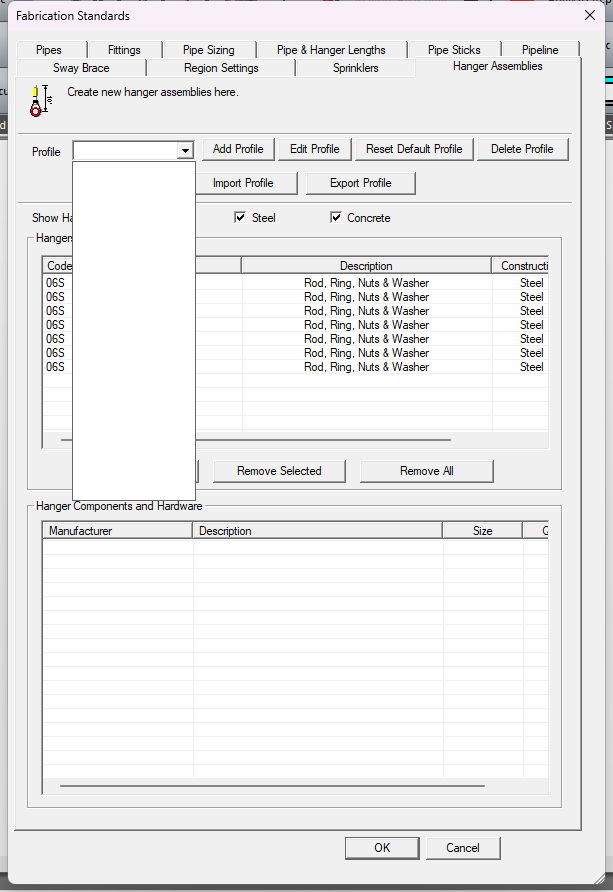 Fabrication Standards
Pipes Fittings Pipe Sizing Pipe & Hanger Lengths Pipe Sticks Pipeline
Sway Brace Region Settings Sprinklers Hanger Assemblies
Create new hanger assemblies here.
Profile Add Profile Edit Profile Reset Default Profile Delete Profile
Import Profile Export Profile
Show Ha Steel Concrete
Hangers
Code Description Constructi
06S Rod, Ring, Nuts & Washer Steel
06S Rod, Ring, Nuts & Washer Steel
06S Rod, Ring, Nuts & Washer Steel
06S Rod, Ring, Nuts & Washer Steel
06S Rod, Ring, Nuts & Washer Steel
06S Rod, Ring, Nuts & Washer Steel
06S Rod, Ring, Nuts & Washer Steel
Remove Selected Remove All
Hanger Components and Hardware
Manufacturer Description Size
OK Cancel